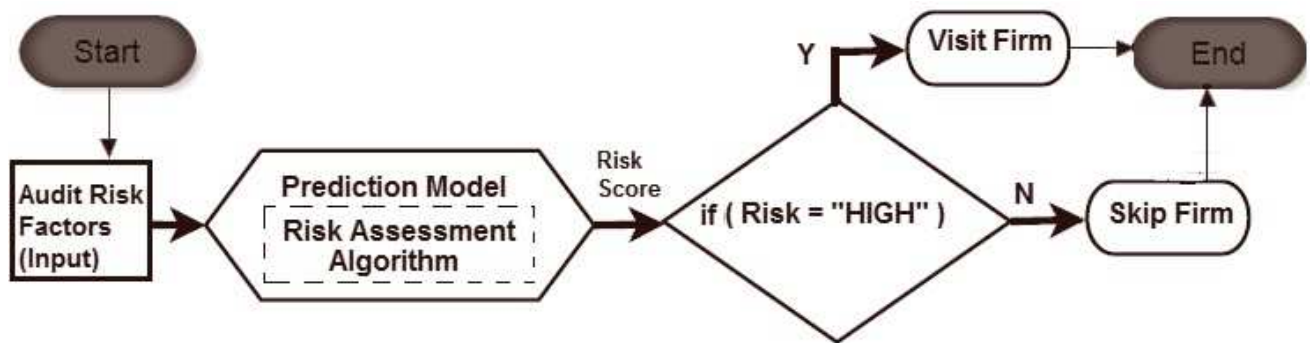 Start
Audit Risk
Factors
(Input)
Prediction Model
Risk Assessment
Algorithm
Risk
Score
if ( Risk = "HIGH" )
Y
Visit Firm
N
Skip Firm
End